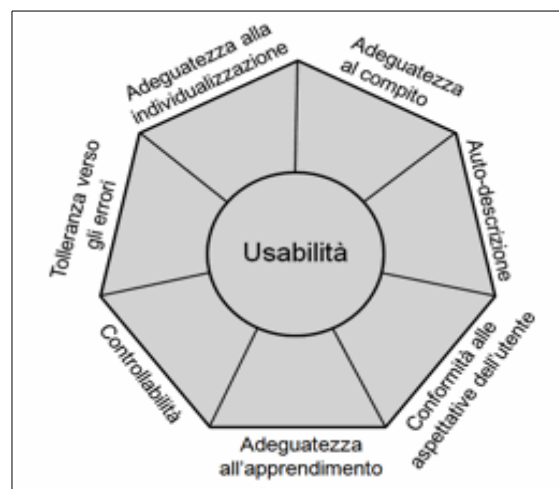 Adeguatezza alla
individualizzazione
Adeguatezza
al compito
Auto-descrizione
Conformità alle
aspettative dell'utente
Adeguatezza
all'apprendimento
Controllabilità
Tolleranza verso
gli errori
Usabilità